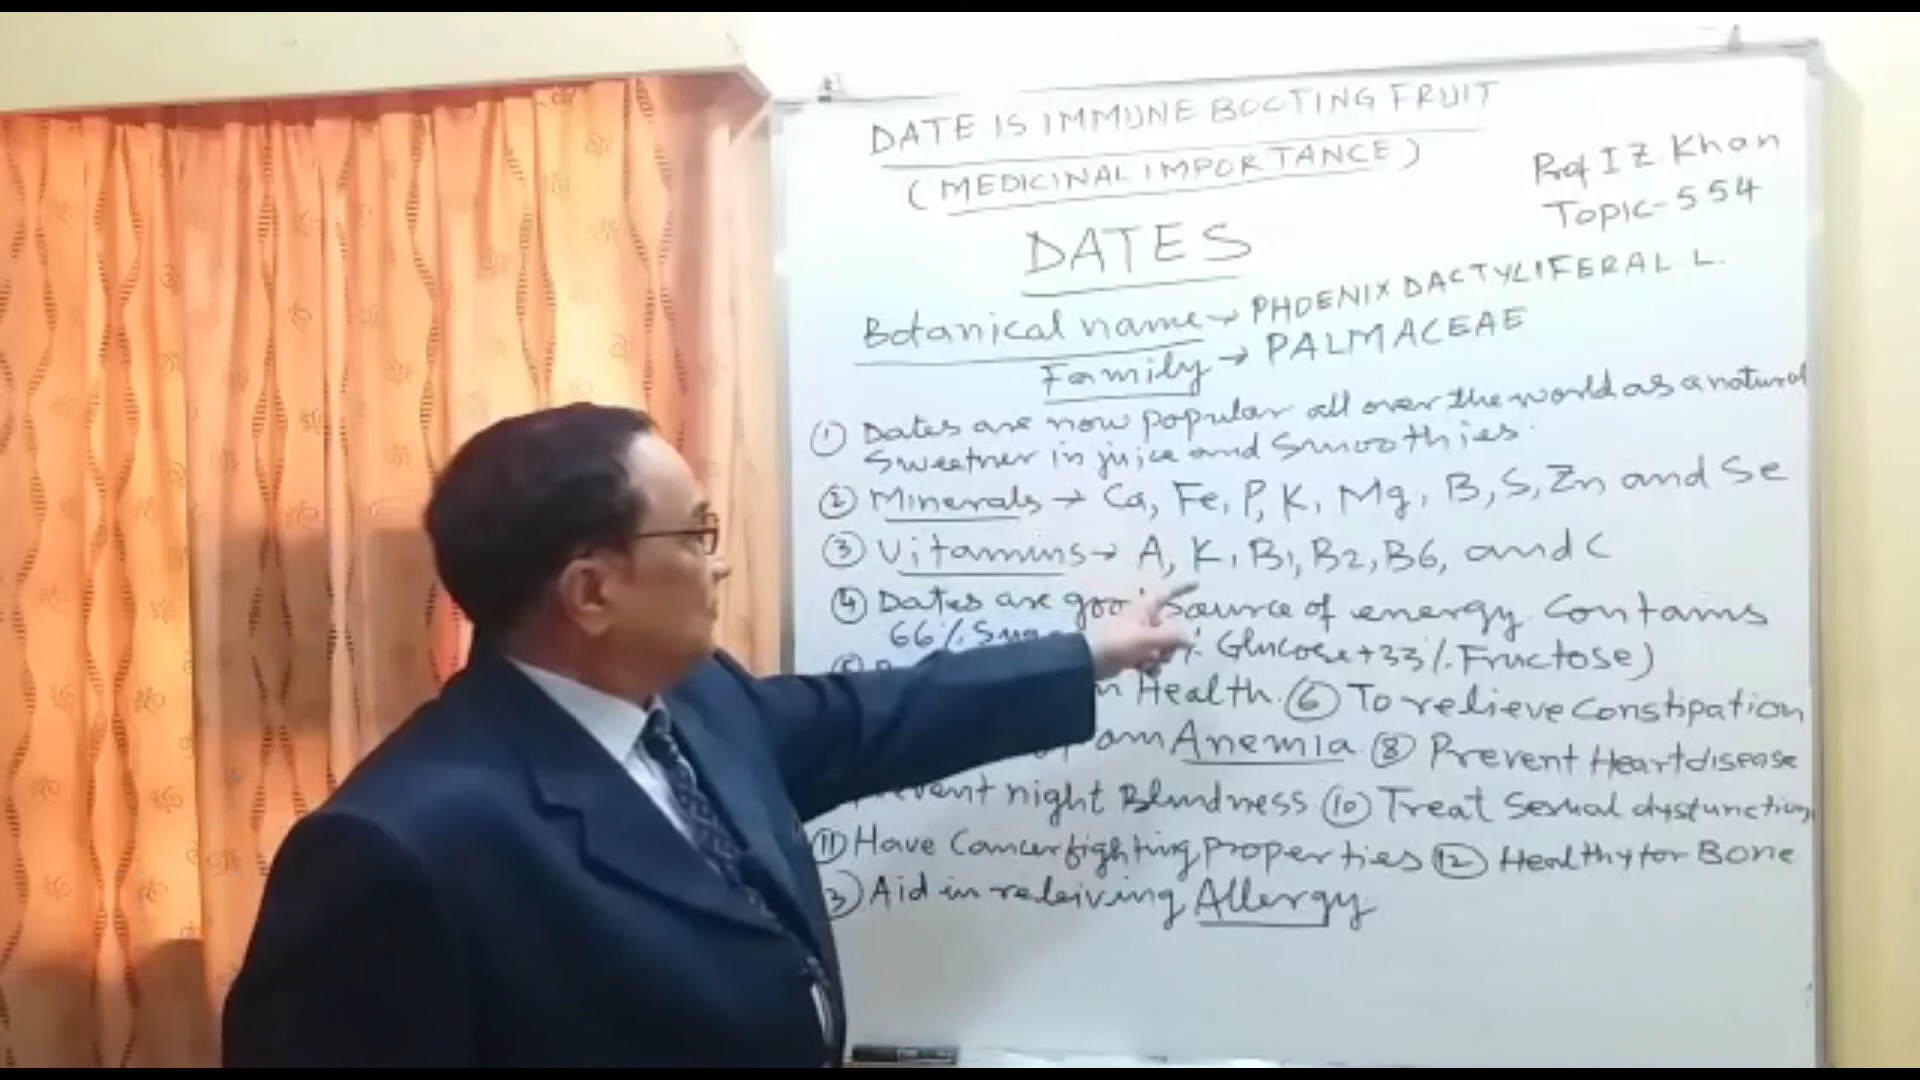 DATE IS IMMUNE BOOTING FRUIT
(MEDICINAL IMPORTANCE)
Prof I Z Khan
Topic-554
DATES
Botanical name → PHOENIX DACTYLIFERAL L.
Family → PALMACEAE
① Dates are now popular all over the world as a natural
Sweetner in juice and Smoothies.
② Minerals → Ca, Fe, P, K, Mg, B, S, Zn and Se
③ Vitamins → A, K, B1, B2, B6, and C
④ Dates are good source of energy contains
66% Glucose + 33% Fructose)
Health ⑥ To relieve constipation
Anemia ⑧ Prevent Heart disease
night Blindness ⑩ Treat Sexual dysfunction
⑪ Have Cancer fighting properties ⑫ Healthy for Bone
Aid in releiving Allergy